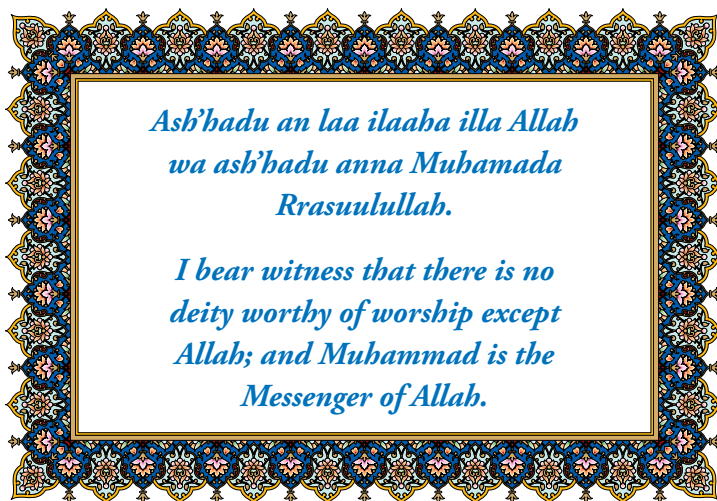 Ash’hadu an laa ilaaha illa Allah
wa ash’hadu anna Muhamada
Rrasuulullah.
I bear witness that there is no
deity worthy of worship except
Allah; and Muhammad is the
Messenger of Allah.